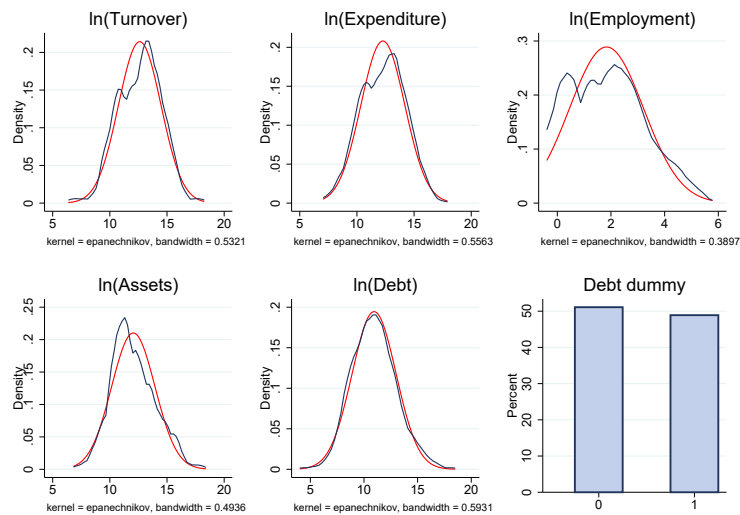 ln(Turnover)
Density
0 .05 .1 .15 .2
5 10 15 20
kernel = epanechnikov, bandwidth = 0.5321
ln(Expenditure)
Density
0 .05 .1 .15 .2
5 10 15 20
kernel = epanechnikov, bandwidth = 0.5563
ln(Employment)
Density
0 .1 .2 .3
0 2 4 6
kernel = epanechnikov, bandwidth = 0.3897
ln(Assets)
Density
0 .05 .1 .15 .2 .25
5 10 15 20
kernel = epanechnikov, bandwidth = 0.4936
ln(Debt)
Density
0 .05 .1 .15 .2
5 10 15 20
kernel = epanechnikov, bandwidth = 0.5931
Debt dummy
Percent
0 10 20 30 40 50
0 1